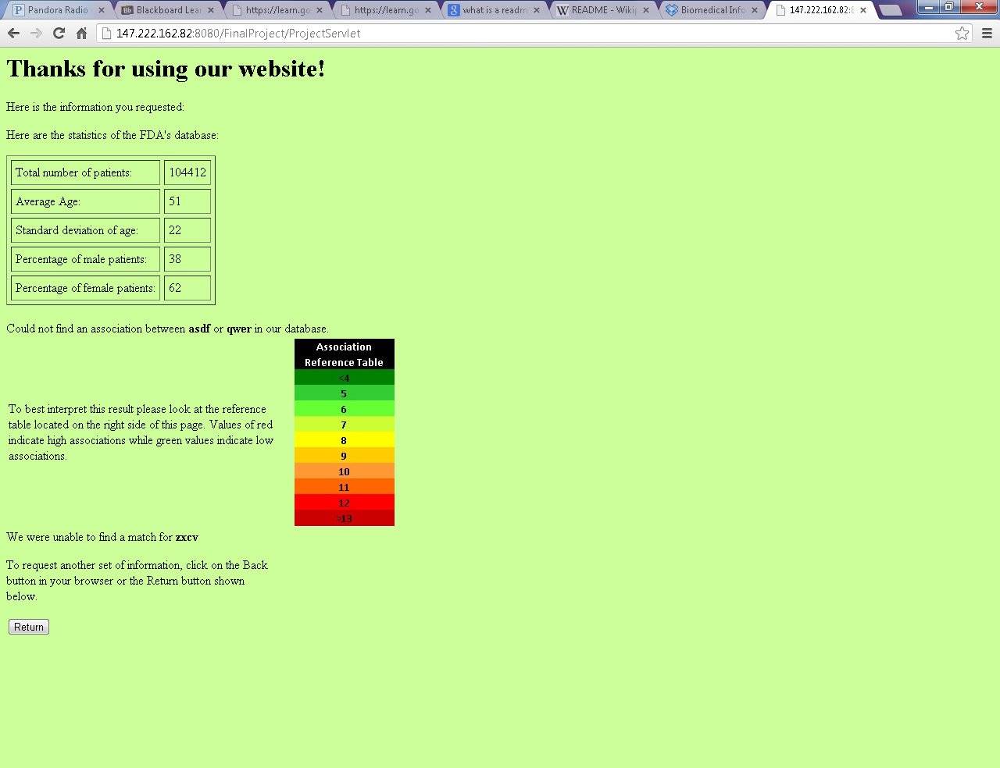 Pandora Radio
Blackboard Lea
https://learn.go
https://learn.go
what is a readm
README - Wikip
Biomedical Info
147.222.162.82:8
147.222.162.82:8080/FinalProject/ProjectServlet
Thanks for using our website!
Here is the information you requested:
Here are the statistics of the FDA's database:
Total number of patients: 104412
Average Age: 51
Standard deviation of age: 22
Percentage of male patients: 38
Percentage of female patients: 62
Could not find an association between asdf or qwer in our database.
To best interpret this result please look at the reference
table located on the right side of this page. Values of red
indicate high associations while green values indicate low
associations.
Association
Reference Table
<4
5
6
7
8
9
10
11
12
>13
We were unable to find a match for zxcv
To request another set of information, click on the Back
button in your browser or the Return button shown
below.
Return